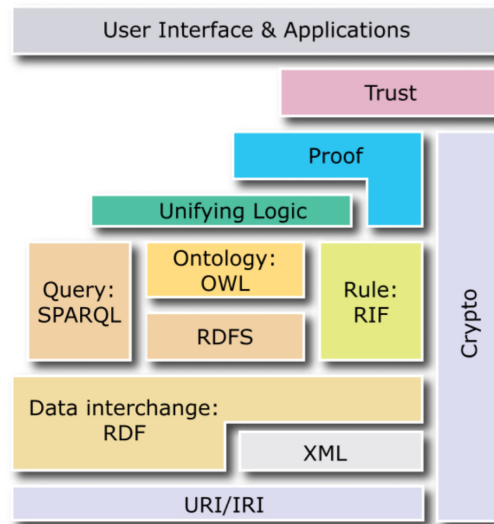 User Interface & Applications
Trust
Proof
Unifying Logic
Query:
SPARQL
Ontology:
OWL
RDFS
Rule:
RIF
Crypto
Data interchange:
RDF
XML
URI/IRI